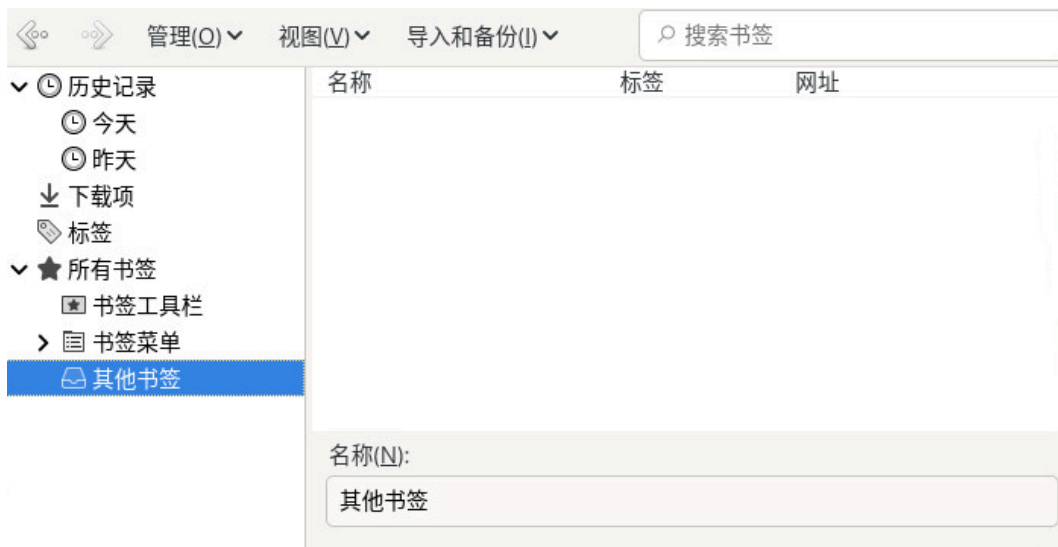 管理(O) 视图(V) 导入和备份(I) 搜索书签
名称 标签 网址
历史记录
今天
昨天
下载项
标签
所有书签
书签工具栏
书签菜单
其他书签
名称(N):
其他书签